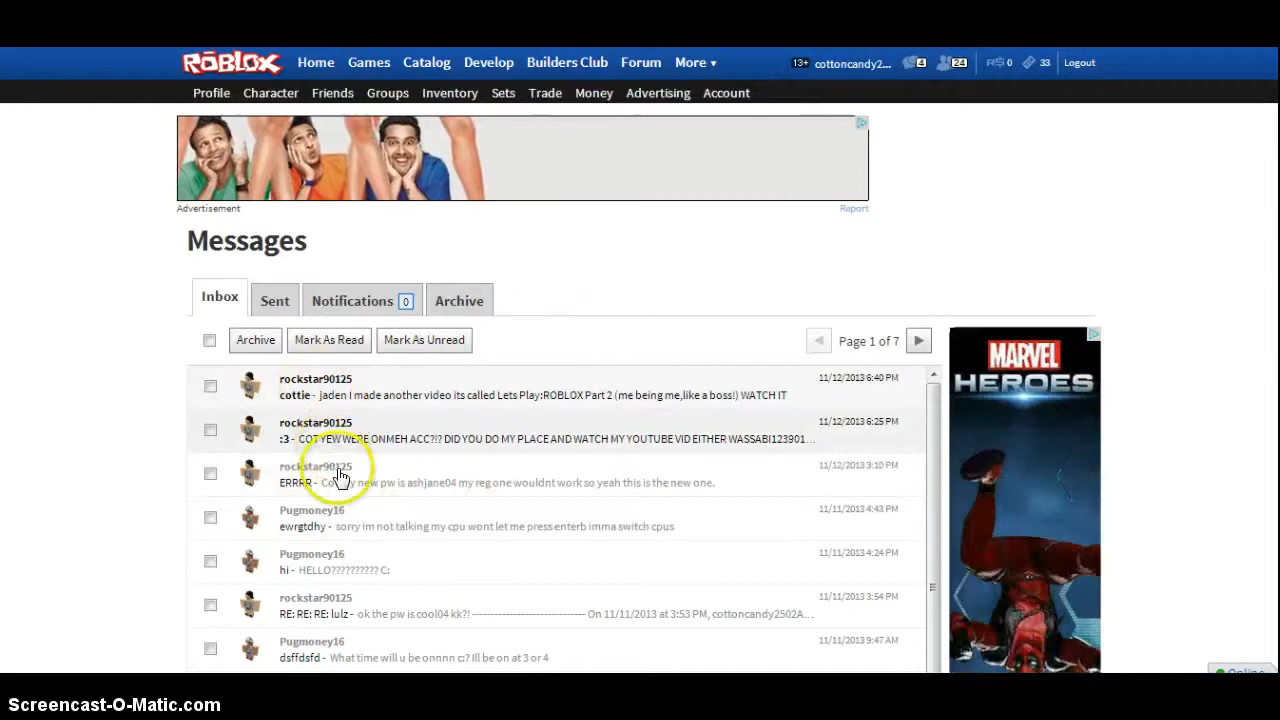 ROBLOX Home Games Catalog Develop Builders Club Forum More ▾ 13+ cottoncandy2... 4 24 R$ 0 33 Logout
Profile Character Friends Groups Inventory Sets Trade Money Advertising Account
Advertisement Report
Messages
Inbox Sent Notifications 0 Archive
Archive Mark As Read Mark As Unread Page 1 of 7
rockstar90125 11/12/2013 6:40 PM
cottie - jaden I made another video its called Lets Play:ROBLOX Part 2 (me being me,like a boss!) WATCH IT
rockstar90125 11/12/2013 6:25 PM
:3 - COT YEW WERE ONMEH ACC?!? DID YOU DO MY PLACE AND WATCH MY YOUTUBE VID EITHER WASSABI123901...
rockstar90125 11/12/2013 3:10 PM
ERRRR - new pw is ashjane04 my reg one wouldnt work so yeah this is the new one.
Pugmoney16 11/11/2013 4:43 PM
ewrgtdhy - sorry im not talking my cpu wont let me press enterb imma switch cpus
Pugmoney16 11/11/2013 4:24 PM
hi - HELLO?????????? C:
rockstar90125 11/11/2013 3:54 PM
RE: RE: RE: lulz - ok the pw is cool04 kk?! ------------------------------ On 11/11/2013 at 3:53 PM, cottoncandy2502A...
Pugmoney16 11/11/2013 9:47 AM
dsffdsfd - What time will u be onnnn c:? Ill be on at 3 or 4
MARVEL
HEROES
Online
Screencast-O-Matic.com